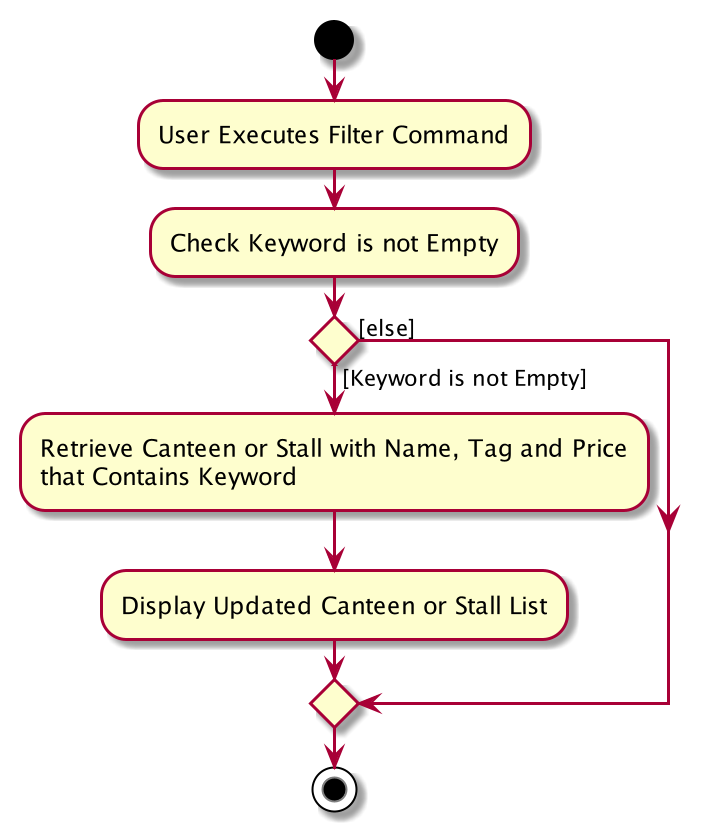 User Executes Filter Command
Check Keyword is not Empty
[else]
[Keyword is not Empty]
Retrieve Canteen or Stall with Name, Tag and Price
that Contains Keyword
Display Updated Canteen or Stall List